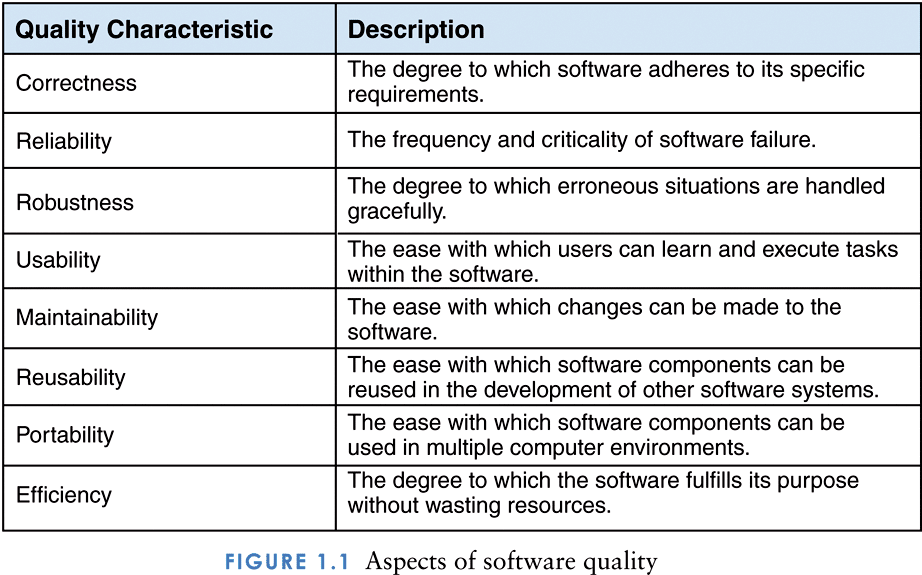 Quality Characteristic
Description
Correctness
The degree to which software adheres to its specific
requirements.
Reliability
The frequency and criticality of software failure.
Robustness
The degree to which erroneous situations are handled
gracefully.
Usability
The ease with which users can learn and execute tasks
within the software.
Maintainability
The ease with which changes can be made to the
software.
Reusability
The ease with which software components can be
reused in the development of other software systems.
Portability
The ease with which software components can be
used in multiple computer environments.
Efficiency
The degree to which the software fulfills its purpose
without wasting resources.
FIGURE 1.1 Aspects of software quality